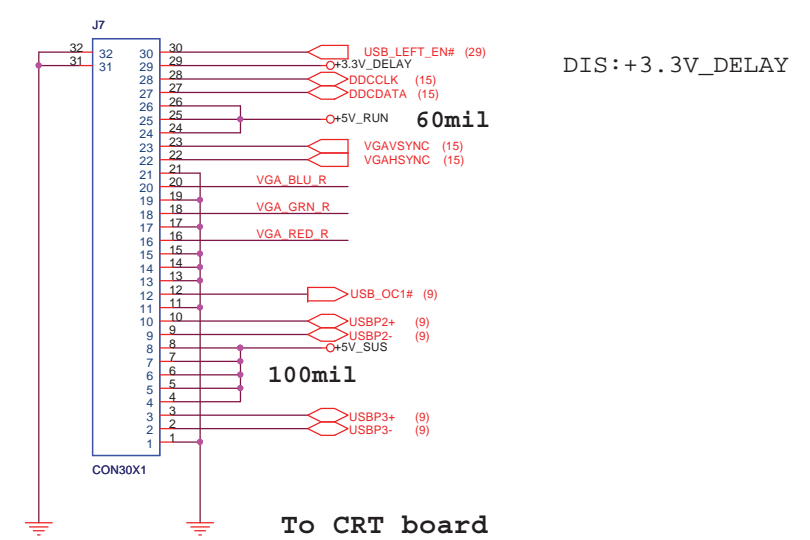 J7
32 32 30 30 USB_LEFT_EN# (29)
31 31 29 29 +3.3V_DELAY DIS:+3.3V_DELAY
28 28 DDCCLK (15)
27 27 DDCDATA (15)
26 26
25 25 +5V_RUN 60mil
24 24
23 23 VGAVSYNC (15)
22 22 VGAHSYNC (15)
21 21
20 20 VGA_BLU_R
19 19
18 18 VGA_GRN_R
17 17
16 16 VGA_RED_R
15 15
14 14
13 13
12 12 USB_OC1# (9)
11 11
10 10 USBP2+ (9)
9 9 USBP2- (9)
8 8 +5V_SUS
7 7
6 6 100mil
5 5
4 4
3 3 USBP3+ (9)
2 2 USBP3- (9)
1 1
CON30X1
To CRT board